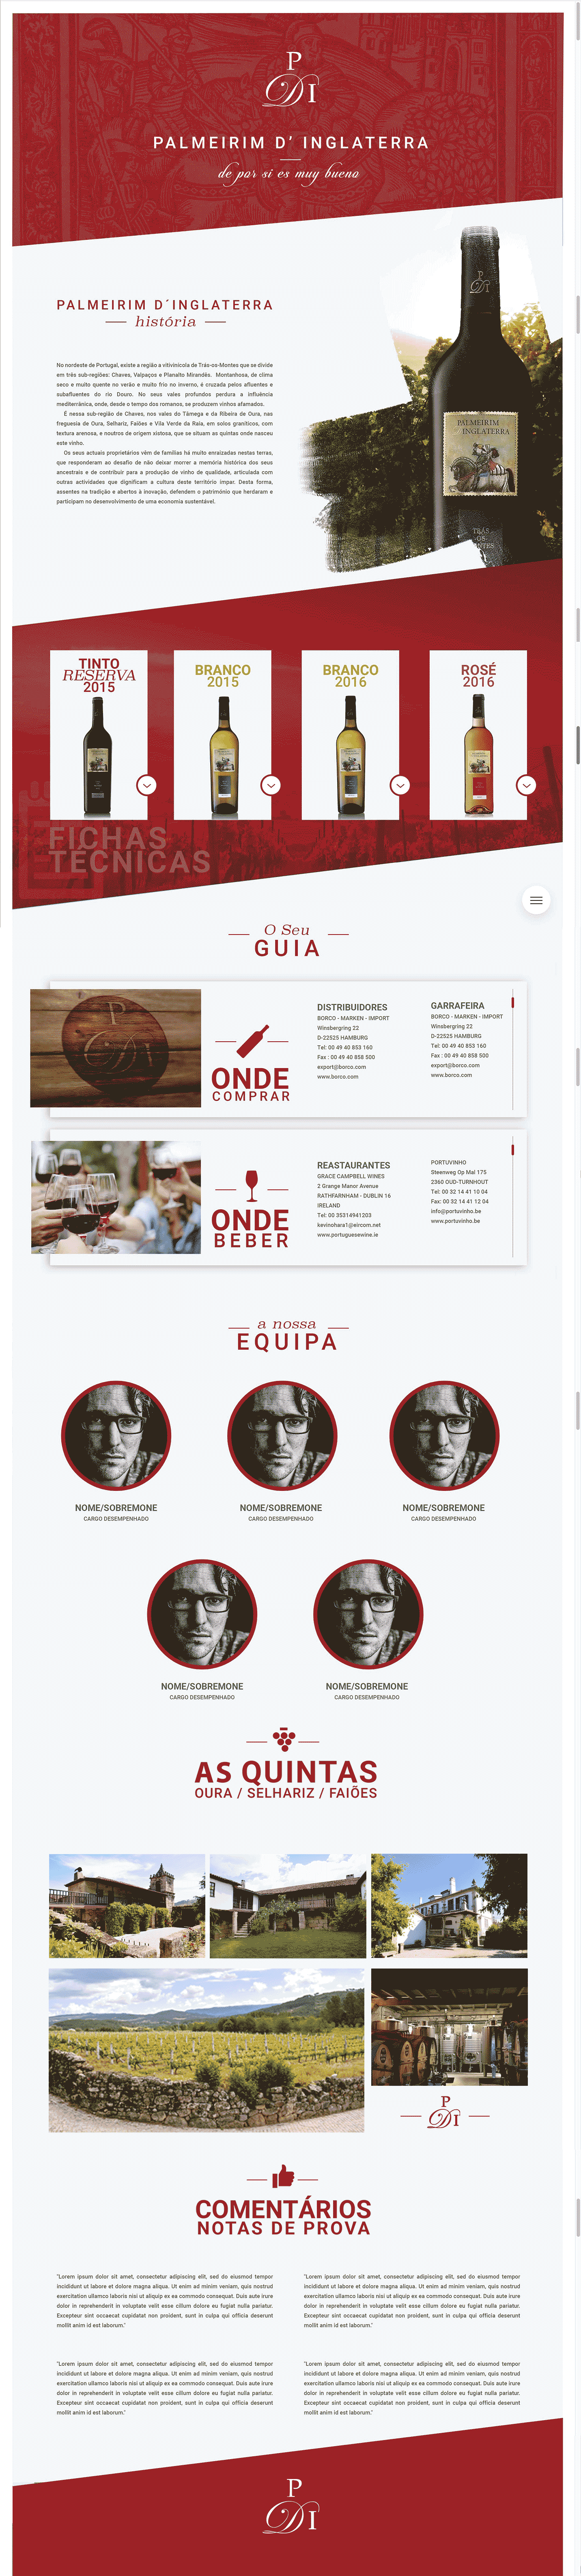 P
DI
PALMEIRIM D’ INGLATERRA
de por si es muy bueno
PALMEIRIM D´INGLATERRA
história
No nordeste de Portugal, existe a região a vitivinícola de Trás-os-Montes que se divide
em três sub-regiões: Chaves, Valpaços e Planalto Mirandês. Montanhosa, de clima
seco e muito quente no verão e muito frio no inverno, é cruzada pelos afluentes e
subafluentes do rio Douro. No seus vales profundos perdura a influência
mediterrânica, onde, desde o tempo dos romanos, se produzem vinhos afamados.
É nessa sub-região de Chaves, nos vales do Tâmega e da Ribeira de Oura, nas
freguesia de Oura, Selhariz, Faiões e Vila Verde da Raia, em solos graníticos, com
textura arenosa, e noutros de origem xistosa, que se situam as quintas onde nasceu
este vinho.
Os seus actuais proprietários vêm de famílias há muito enraizadas nestas terras,
que responderam ao desafio de não deixar morrer a memória histórica dos seus
ancestrais e de contribuir para a produção de vinho de qualidade, articulada com
outras actividades que dignificam a cultura deste território impar. Desta forma,
assentes na tradição e abertos à inovação, defendem o património que herdaram e
participam no desenvolvimento de uma economia sustentável.
P
DI
PALMEIRIM
D' INGLATERRA
TRÁS
OS
MONTES
TINTO
RESERVA
2015
BRANCO
2015
BRANCO
2016
ROSÉ
2016
FICHAS
TÉCNICAS
O Seu
GUIA
P
DI
ONDE
COMPRAR
DISTRIBUIDORES
BORCO - MARKEN - IMPORT
Winsbergring 22
D-22525 HAMBURG
Tel: 00 49 40 853 160
Fax : 00 49 40 858 500
export@borco.com
www.borco.com
GARRAFEIRA
BORCO - MARKEN - IMPORT
Winsbergring 22
D-22525 HAMBURG
Tel: 00 49 40 853 160
Fax : 00 49 40 858 500
export@borco.com
www.borco.com
ONDE
BEBER
REASTAURANTES
GRACE CAMPBELL WINES
2 Grange Manor Avenue
RATHFARNHAM - DUBLIN 16
IRELAND
Tel: 00 35314941203
kevinohara1@eircom.net
www.portuguesewine.ie
PORTUVINHO
Steenweg Op Mal 175
2360 OUD-TURNHOUT
Tel: 00 32 14 41 10 04
Fax: 00 32 14 41 12 04
info@portuvinho.be
www.portuvinho.be
a nossa
EQUIPA
NOME/SOBREMONE
CARGO DESEMPENHADO
NOME/SOBREMONE
CARGO DESEMPENHADO
NOME/SOBREMONE
CARGO DESEMPENHADO
NOME/SOBREMONE
CARGO DESEMPENHADO
NOME/SOBREMONE
CARGO DESEMPENHADO
AS QUINTAS
OURA / SELHARIZ / FAIÕES
P
DI
COMENTÁRIOS
NOTAS DE PROVA
"Lorem ipsum dolor sit amet, consectetur adipiscing elit, sed do eiusmod tempor
incididunt ut labore et dolore magna aliqua. Ut enim ad minim veniam, quis nostrud
exercitation ullamco laboris nisi ut aliquip ex ea commodo consequat. Duis aute irure
dolor in reprehenderit in voluptate velit esse cillum dolore eu fugiat nulla pariatur.
Excepteur sint occaecat cupidatat non proident, sunt in culpa qui officia deserunt
mollit anim id est laborum."
"Lorem ipsum dolor sit amet, consectetur adipiscing elit, sed do eiusmod tempor
incididunt ut labore et dolore magna aliqua. Ut enim ad minim veniam, quis nostrud
exercitation ullamco laboris nisi ut aliquip ex ea commodo consequat. Duis aute irure
dolor in reprehenderit in voluptate velit esse cillum dolore eu fugiat nulla pariatur.
Excepteur sint occaecat cupidatat non proident, sunt in culpa qui officia deserunt
mollit anim id est laborum."
"Lorem ipsum dolor sit amet, consectetur adipiscing elit, sed do eiusmod tempor
incididunt ut labore et dolore magna aliqua. Ut enim ad minim veniam, quis nostrud
exercitation ullamco laboris nisi ut aliquip ex ea commodo consequat. Duis aute irure
dolor in reprehenderit in voluptate velit esse cillum dolore eu fugiat nulla pariatur.
Excepteur sint occaecat cupidatat non proident, sunt in culpa qui officia deserunt
mollit anim id est laborum."
"Lorem ipsum dolor sit amet, consectetur adipiscing elit, sed do eiusmod tempor
incididunt ut labore et dolore magna aliqua. Ut enim ad minim veniam, quis nostrud
exercitation ullamco laboris nisi ut aliquip ex ea commodo consequat. Duis aute irure
dolor in reprehenderit in voluptate velit esse cillum dolore eu fugiat nulla pariatur.
Excepteur sint occaecat cupidatat non proident, sunt in culpa qui officia deserunt
mollit anim id est laborum."
P
DI